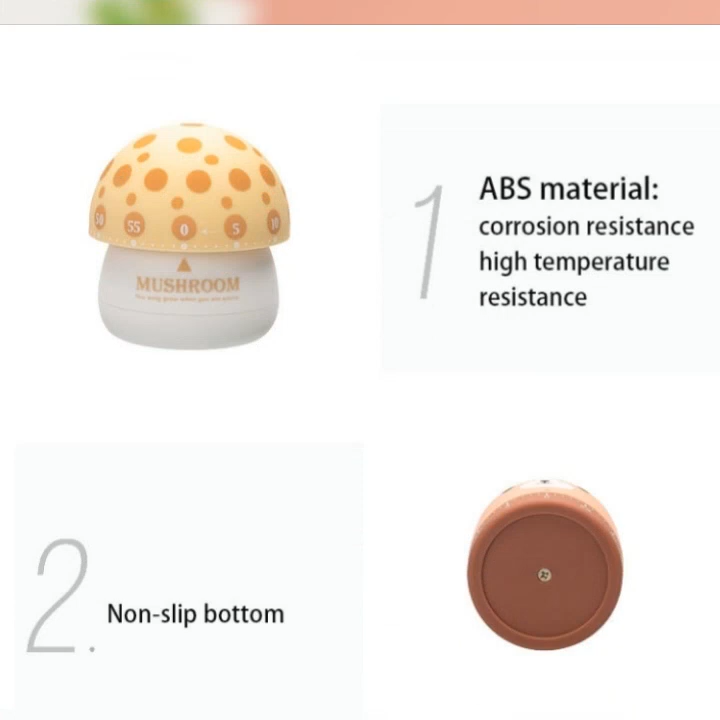 50 55 0 5 10
MUSHROOM
1
ABS material:
corrosion resistance
high temperature
resistance
2.
Non-slip bottom